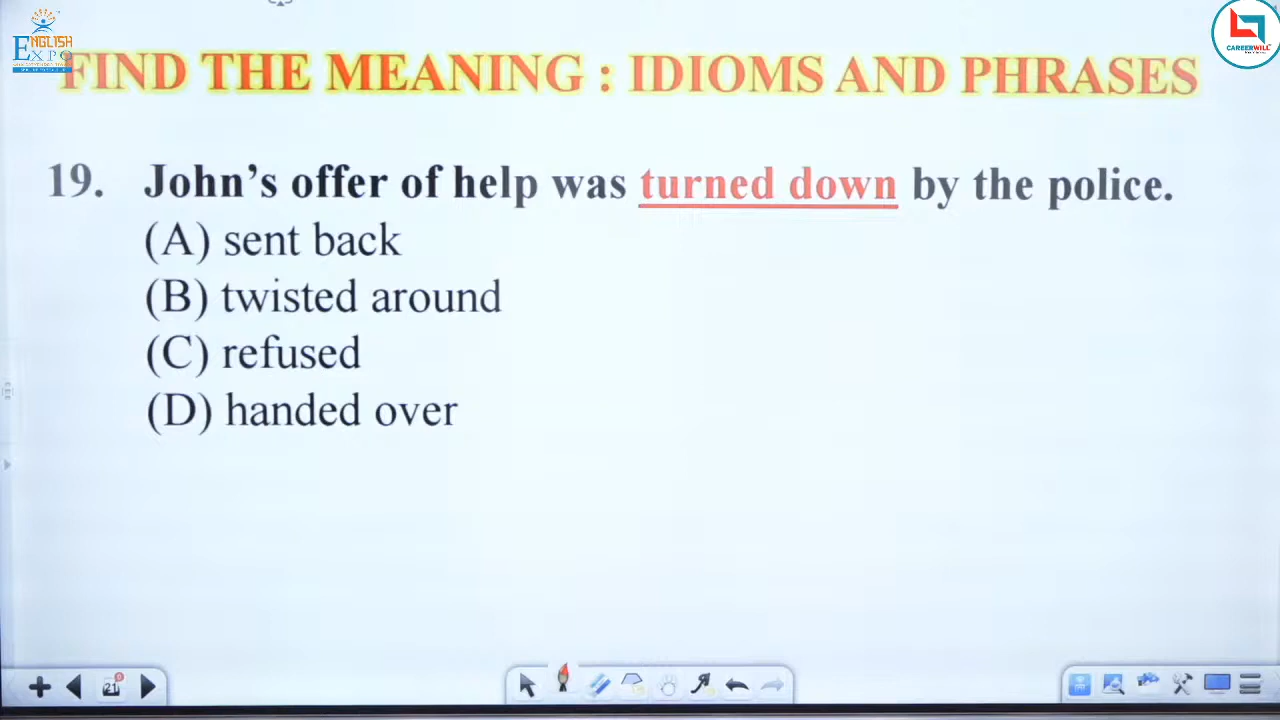 ENGLISH
EXPO
CAREERWILL
FIND THE MEANING : IDIOMS AND PHRASES
19. John's offer of help was turned down by the police.
(A) sent back
(B) twisted around
(C) refused
(D) handed over
21